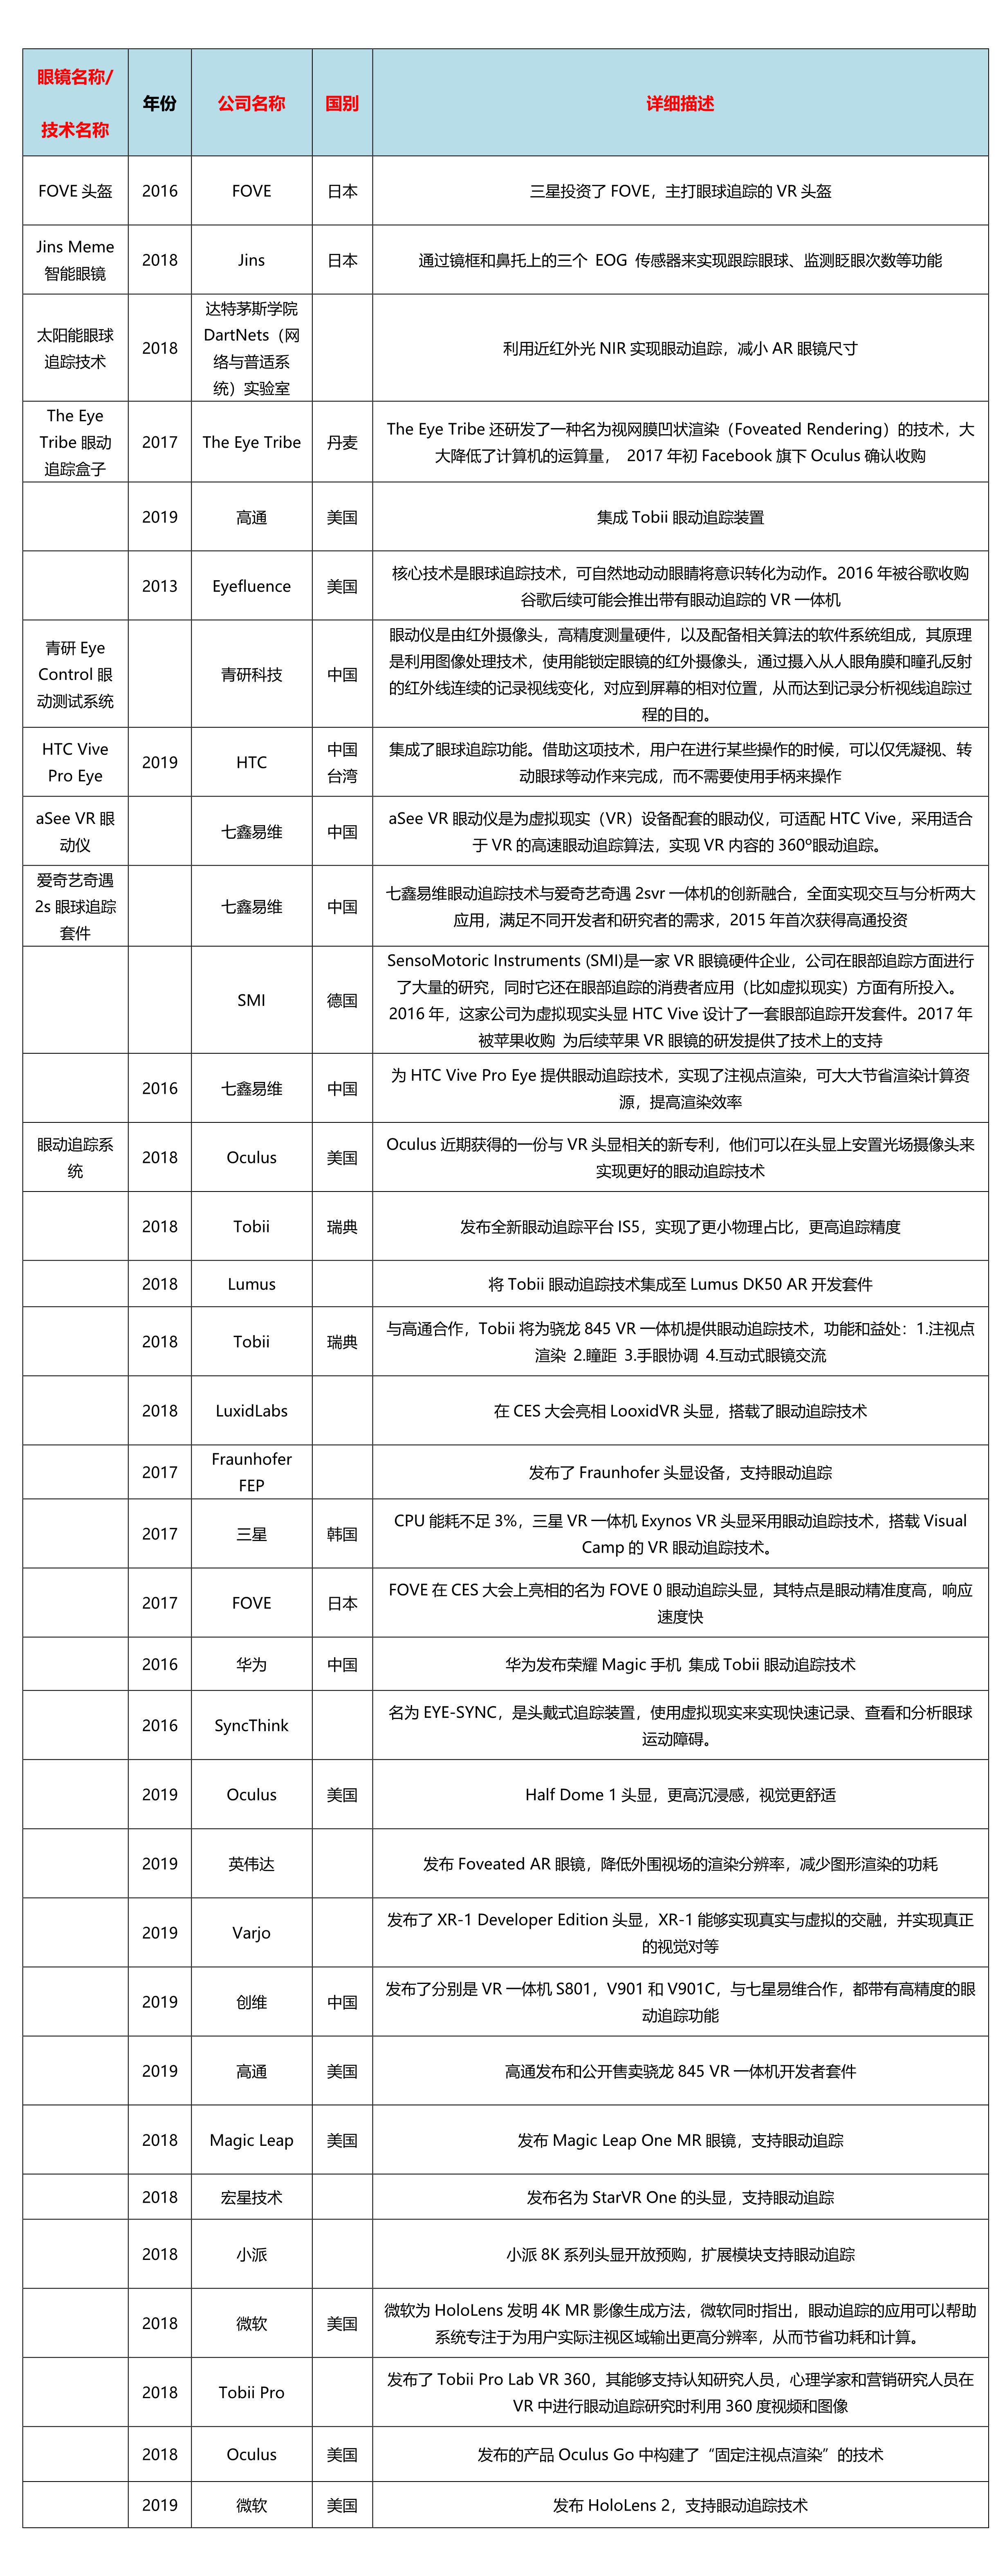 眼镜名称/
技术名称
年份
公司名称
国别
详细描述
FOVE 头盔
2016
FOVE
日本
三星投资了 FOVE，主打眼球追踪的 VR 头盔
Jins Meme
智能眼镜
2018
Jins
日本
通过镜框和鼻托上的三个 EOG 传感器来实现跟踪眼球、监测眨眼次数等功能
太阳能眼球
追踪技术
2018
达特茅斯学院
DartNets（网
络与普适系
统）实验室
利用近红外光 NIR 实现眼动追踪，减小 AR 眼镜尺寸
The Eye
Tribe 眼动
追踪盒子
2017
The Eye Tribe
丹麦
The Eye Tribe 还研发了一种名为视网膜凹状渲染（Foveated Rendering）的技术，大
大降低了计算机的运算量， 2017 年初 Facebook 旗下 Oculus 确认收购
2019
高通
美国
集成 Tobii 眼动追踪装置
2013
Eyefluence
美国
核心技术是眼球追踪技术，可自然地动动眼睛将意识转化为动作。2016 年被谷歌收购
谷歌后续可能会推出带有眼动追踪的 VR 一体机
青研 Eye
Control 眼
动测试系统
青研科技
中国
眼动仪是由红外摄像头，高精度测量硬件，以及配备相关算法的软件系统组成，其原理
是利用图像处理技术，使用能锁定眼镜的红外摄像头，通过摄入从人眼角膜和瞳孔反射
的红外线连续的记录视线变化，对应到屏幕的相对位置，从而达到记录分析视线追踪过
程的目的。
HTC Vive
Pro Eye
2019
HTC
中国
台湾
集成了眼球追踪功能。借助这项技术，用户在进行某些操作的时候，可以仅凭凝视、转
动眼球等动作来完成，而不需要使用手柄来操作
aSee VR 眼
动仪
七鑫易维
中国
aSee VR 眼动仪是为虚拟现实（VR）设备配套的眼动仪，可适配 HTC Vive，采用适合
于 VR 的高速眼动追踪算法，实现 VR 内容的 360º眼动追踪。
爱奇艺奇遇
2s 眼球追踪
套件
七鑫易维
中国
七鑫易维眼动追踪技术与爱奇艺奇遇 2svr 一体机的创新融合，全面实现交互与分析两大
应用，满足不同开发者和研究者的需求，2015 年首次获得高通投资
SMI
德国
SensoMotoric Instruments (SMI)是一家 VR 眼镜硬件企业，公司在眼部追踪方面进行
了大量的研究，同时它还在眼部追踪的消费者应用（比如虚拟现实）方面有所投入。
2016 年，这家公司为虚拟现实头显 HTC Vive 设计了一套眼部追踪开发套件。2017 年
被苹果收购 为后续苹果 VR 眼镜的研发提供了技术上的支持
2016
七鑫易维
中国
为 HTC Vive Pro Eye 提供眼动追踪技术，实现了注视点渲染，可大大节省渲染计算资
源，提高渲染效率
眼动追踪系
统
2018
Oculus
美国
Oculus 近期获得的一份与 VR 头显相关的新专利，他们可以在头显上安置光场摄像头来
实现更好的眼动追踪技术
2018
Tobii
瑞典
发布全新眼动追踪平台 IS5，实现了更小物理占比，更高追踪精度
2018
Lumus
将 Tobii 眼动追踪技术集成至 Lumus DK50 AR 开发套件
2018
Tobii
瑞典
与高通合作，Tobii 将为骁龙 845 VR 一体机提供眼动追踪技术，功能和益处：1.注视点
渲染 2.瞳距 3.手眼协调 4.互动式眼镜交流
2018
LuxidLabs
在 CES 大会亮相 LooxidVR 头显，搭载了眼动追踪技术
2017
Fraunhofer
FEP
发布了 Fraunhofer 头显设备，支持眼动追踪
2017
三星
韩国
CPU 能耗不足 3%，三星 VR 一体机 Exynos VR 头显采用眼动追踪技术，搭载 Visual
Camp 的 VR 眼动追踪技术。
2017
FOVE
日本
FOVE 在 CES 大会上亮相的名为 FOVE 0 眼动追踪头显，其特点是眼动精准度高，响应
速度快
2016
华为
中国
华为发布荣耀 Magic 手机 集成 Tobii 眼动追踪技术
2016
SyncThink
名为 EYE-SYNC，是头戴式追踪装置，使用虚拟现实来实现快速记录、查看和分析眼球
运动障碍。
2019
Oculus
美国
Half Dome 1 头显，更高沉浸感，视觉更舒适
2019
英伟达
发布 Foveated AR 眼镜，降低外围视场的渲染分辨率，减少图形渲染的功耗
2019
Varjo
发布了 XR-1 Developer Edition 头显，XR-1 能够实现真实与虚拟的交融，并实现真正
的视觉对等
2019
创维
中国
发布了分别是 VR 一体机 S801，V901 和 V901C，与七星易维合作，都带有高精度的眼
动追踪功能
2019
高通
美国
高通发布和公开售卖骁龙 845 VR 一体机开发者套件
2018
Magic Leap
美国
发布 Magic Leap One MR 眼镜，支持眼动追踪
2018
宏星技术
发布名为 StarVR One 的头显，支持眼动追踪
2018
小派
小派 8K 系列头显开放预购，扩展模块支持眼动追踪
2018
微软
美国
微软为 HoloLens 发明 4K MR 影像生成方法，微软同时指出，眼动追踪的应用可以帮助
系统专注于为用户实际注视区域输出更高分辨率，从而节省功耗和计算。
2018
Tobii Pro
发布了 Tobii Pro Lab VR 360，其能够支持认知研究人员，心理学家和营销研究人员在
VR 中进行眼动追踪研究时利用 360 度视频和图像
2018
Oculus
美国
发布的产品 Oculus Go 中构建了“固定注视点渲染”的技术
2019
微软
美国
发布 HoloLens 2，支持眼动追踪技术